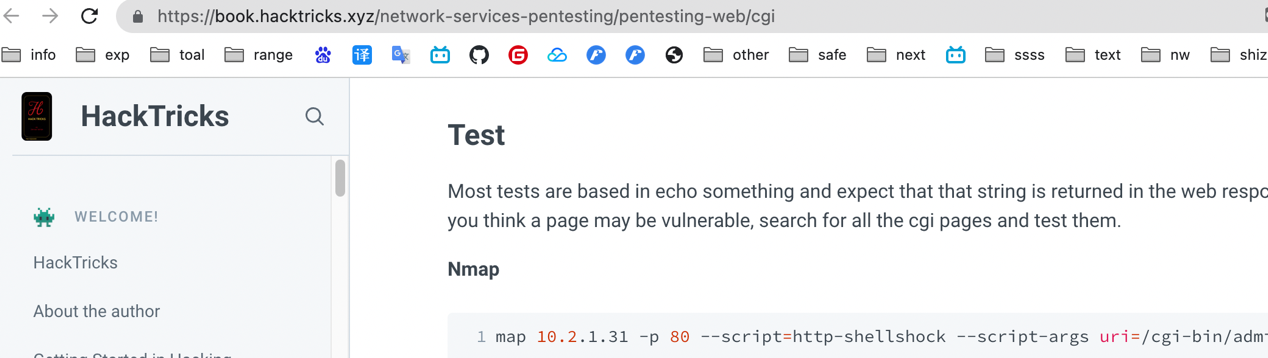 https://book.hacktricks.xyz/network-services-pentesting/pentesting-web/cgi
info exp toal range 译 other safe next ssss text nw shiz
HackTricks
WELCOME!
HackTricks
About the author
Getting Started in Hacking
Test
Most tests are based in echo something and expect that that string is returned in the web respo
you think a page may be vulnerable, search for all the cgi pages and test them.
Nmap
1 map 10.2.1.31 -p 80 --script=http-shellshock --script-args uri=/cgi-bin/adm